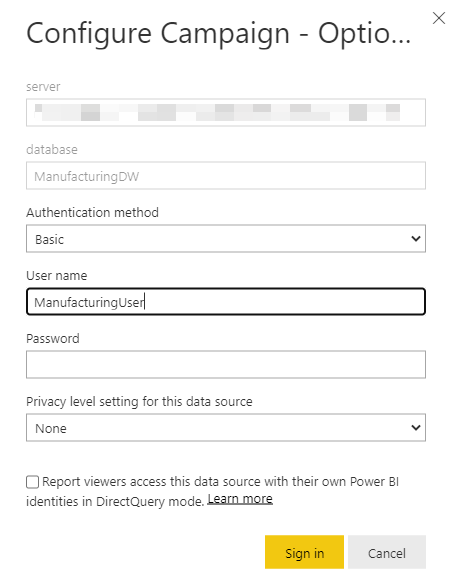 Configure Campaign - Optio...
server
database
ManufacturingDW
Authentication method
Basic
User name
ManufacturingUser
Password
Privacy level setting for this data source
None
Report viewers access this data source with their own Power BI
identities in DirectQuery mode. Learn more
Sign in Cancel